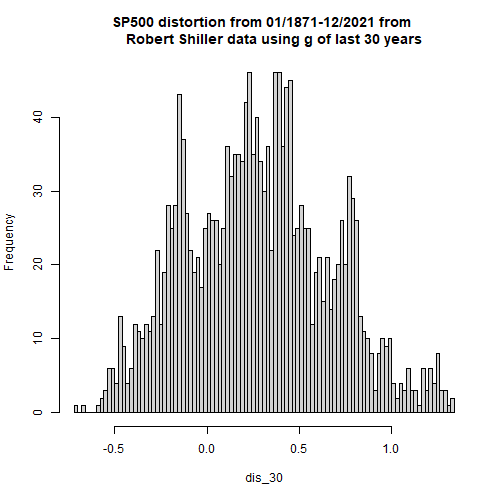 SP500 distortion from 01/1871-12/2021 from
Robert Shiller data using g of last 30 years
Frequency
40
30
20
10
0
-0.5 0.0 0.5 1.0
dis_30